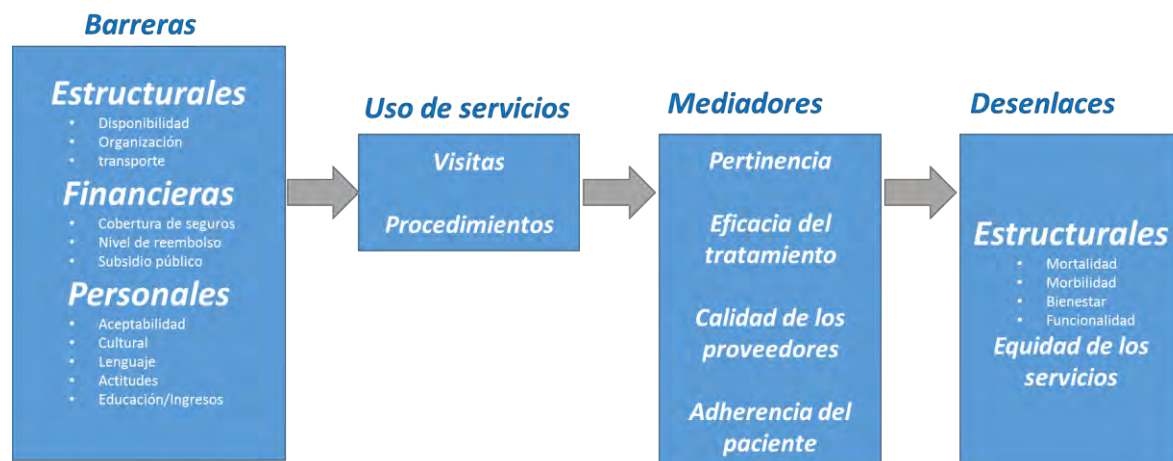 Barreras
Estructurales
• Disponibilidad
• Organización
• transporte
Financieras
• Cobertura de seguros
• Nivel de reembolso
• Subsidio público
Personales
• Aceptabilidad
• Cultural
• Lenguaje
• Actitudes
• Educación/Ingresos
Uso de servicios
Visitas
Procedimientos
Mediadores
Pertinencia
Eficacia del
tratamiento
Calidad de los
proveedores
Adherencia del
paciente
Desenlaces
Estructurales
• Mortalidad
• Morbilidad
• Bienestar
• Funcionalidad
Equidad de los
servicios